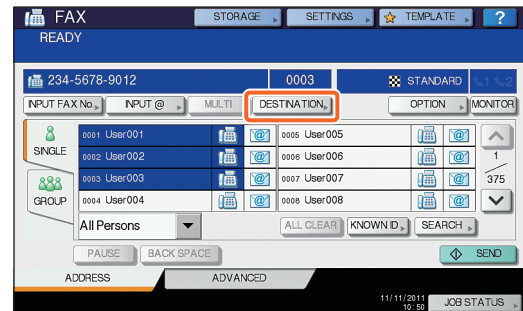 FAX STORAGE SETTINGS TEMPLATE ?
READY
234-5678-9012 0003 STANDARD 1 2
INPUT FAX No. INPUT @ MULTI DESTINATION OPTION MONITOR
SINGLE
GROUP
0001 User001 @ 0005 User005 @
0002 User002 @ 0006 User006 @
0003 User003 @ 0007 User007 @
0004 User004 @ 0008 User008 @
1
375
All Persons ALL CLEAR KNOWN ID SEARCH
PAUSE BACK SPACE SEND
ADDRESS ADVANCED
11/11/2011
10:50
JOB STATUS